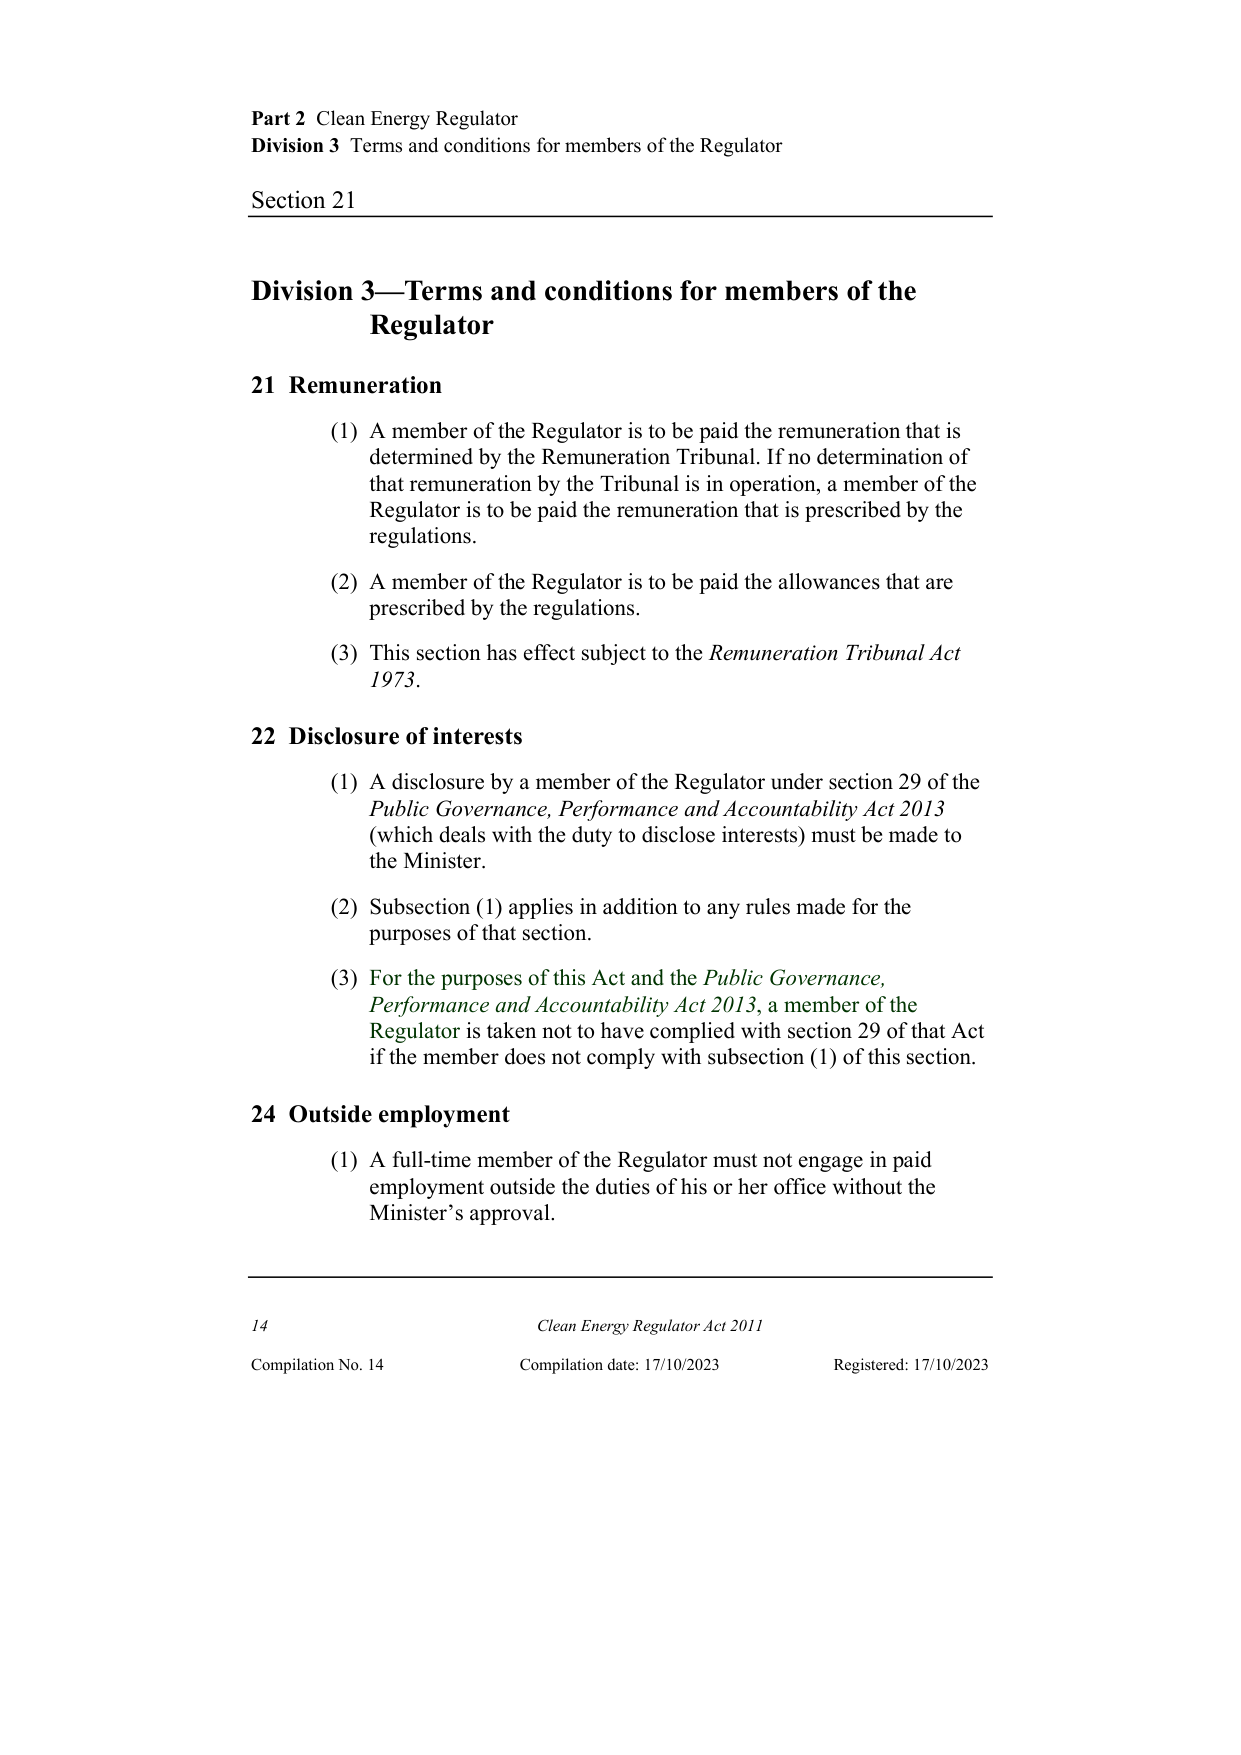 Part 2  Clean Energy Regulator
Division 3  Terms and conditions for members of the Regulator
Section 21
Division 3—Terms and conditions for members of the
Regulator
21  Remuneration
(1) A member of the Regulator is to be paid the remuneration that is
determined by the Remuneration Tribunal. If no determination of
that remuneration by the Tribunal is in operation, a member of the
Regulator is to be paid the remuneration that is prescribed by the
regulations.
(2) A member of the Regulator is to be paid the allowances that are
prescribed by the regulations.
(3) This section has effect subject to the Remuneration Tribunal Act
1973.
22  Disclosure of interests
(1) A disclosure by a member of the Regulator under section 29 of the
Public Governance, Performance and Accountability Act 2013
(which deals with the duty to disclose interests) must be made to
the Minister.
(2) Subsection (1) applies in addition to any rules made for the
purposes of that section.
(3) For the purposes of this Act and the Public Governance,
Performance and Accountability Act 2013, a member of the
Regulator is taken not to have complied with section 29 of that Act
if the member does not comply with subsection (1) of this section.
24  Outside employment
(1) A full-time member of the Regulator must not engage in paid
employment outside the duties of his or her office without the
Minister’s approval.
14 Clean Energy Regulator Act 2011
Compilation No. 14 Compilation date: 17/10/2023 Registered: 17/10/2023